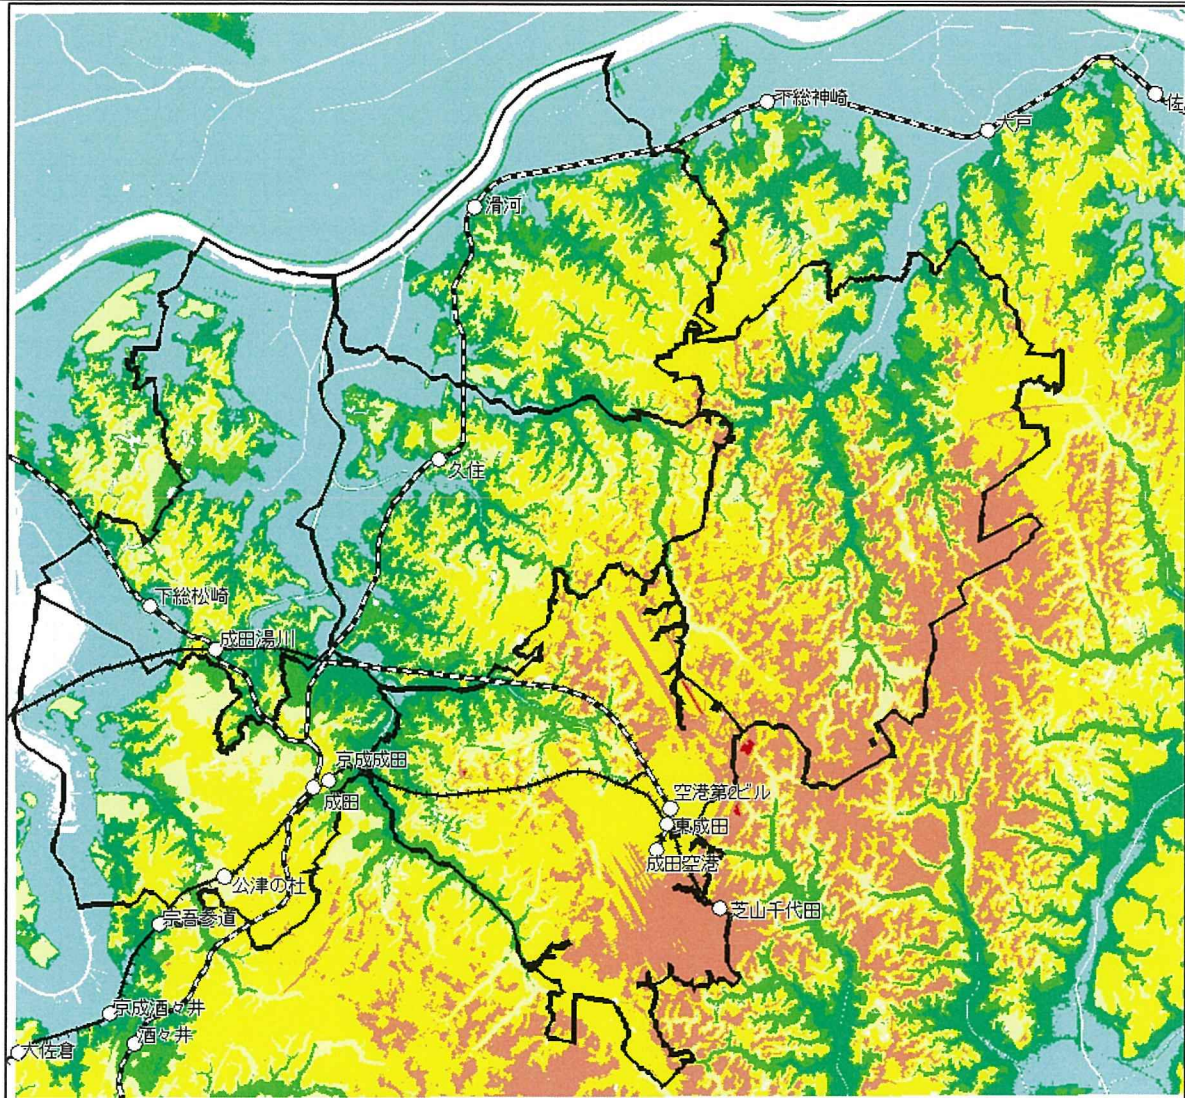 下総神崎
大戸
佐
滑河
久住
下総松崎
成田湯川
京成成田
成田
空港第2ビル
東成田
成田空港
公津の杜
芝山千代田
宗吾参道
京成酒々井
酒々井
大佐倉